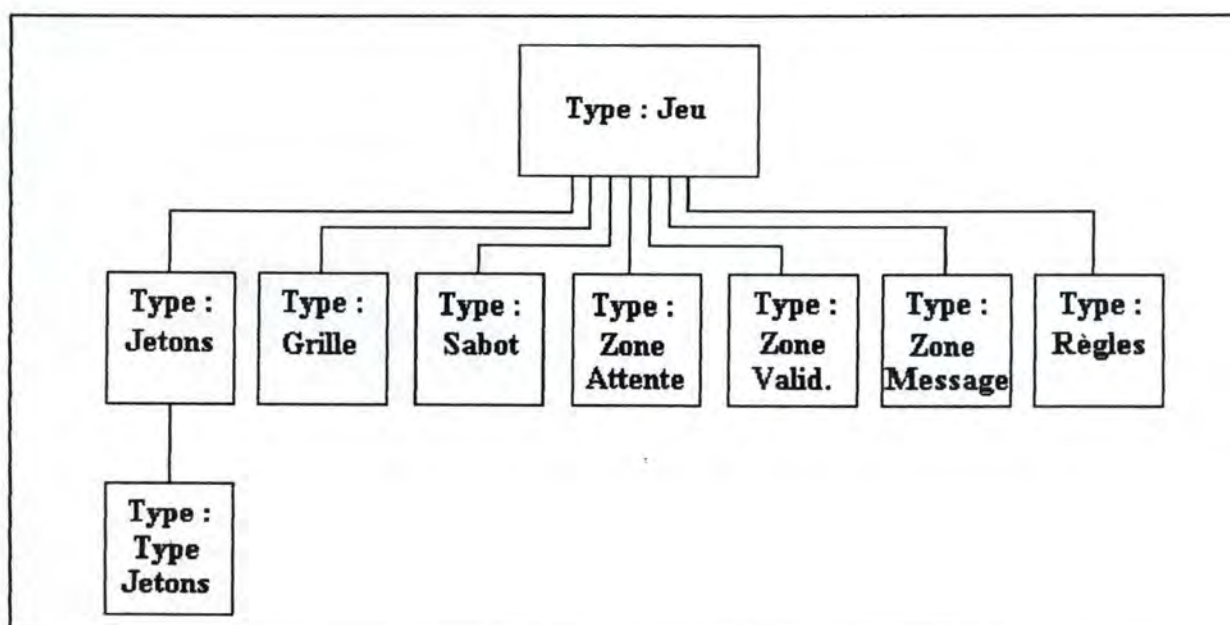 Type : Jeu
Type :
Jetons
Type :
Grille
Type :
Sabot
Type :
Zone
Attente
Type :
Zone
Valid.
Type :
Zone
Message
Type :
Règles
Type :
Type
Jetons